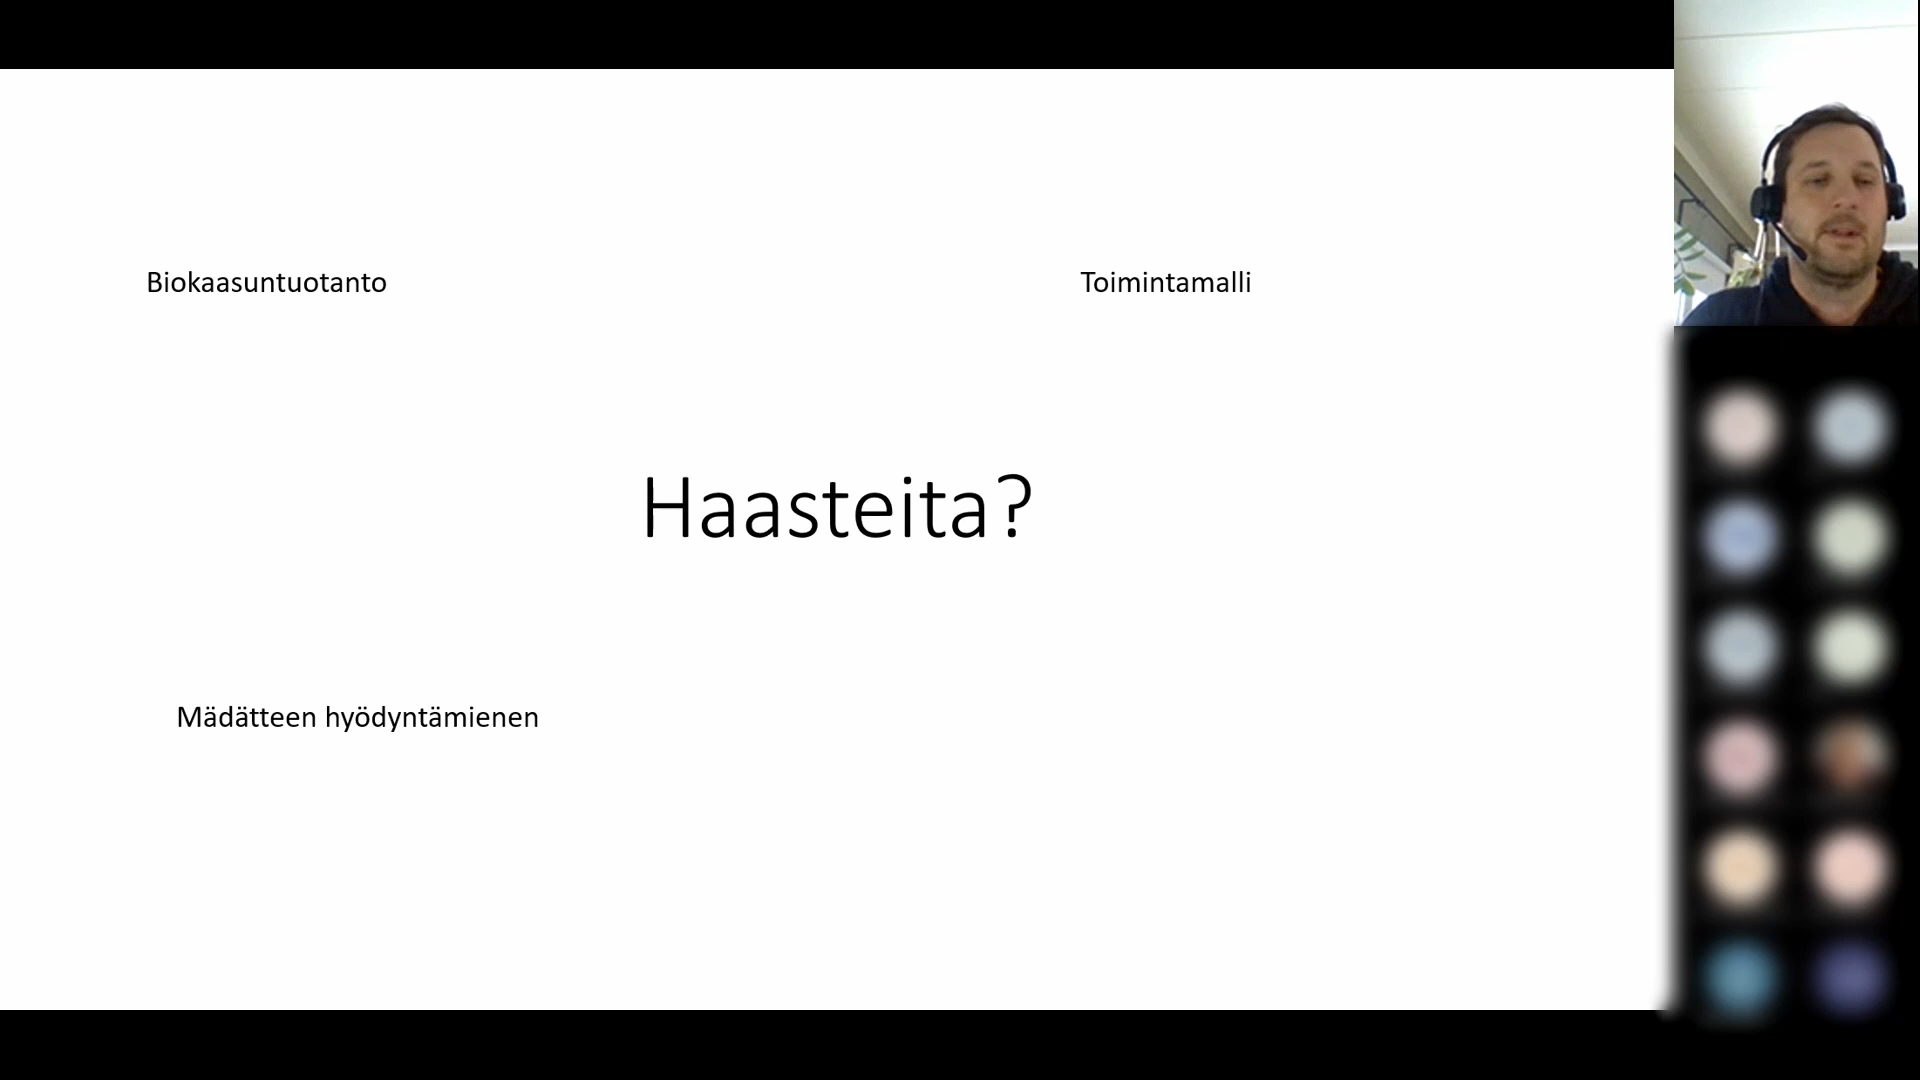 Biokaasuntuotanto
Toimintamalli
Haasteita?
Mädätteen hyödyntämienen